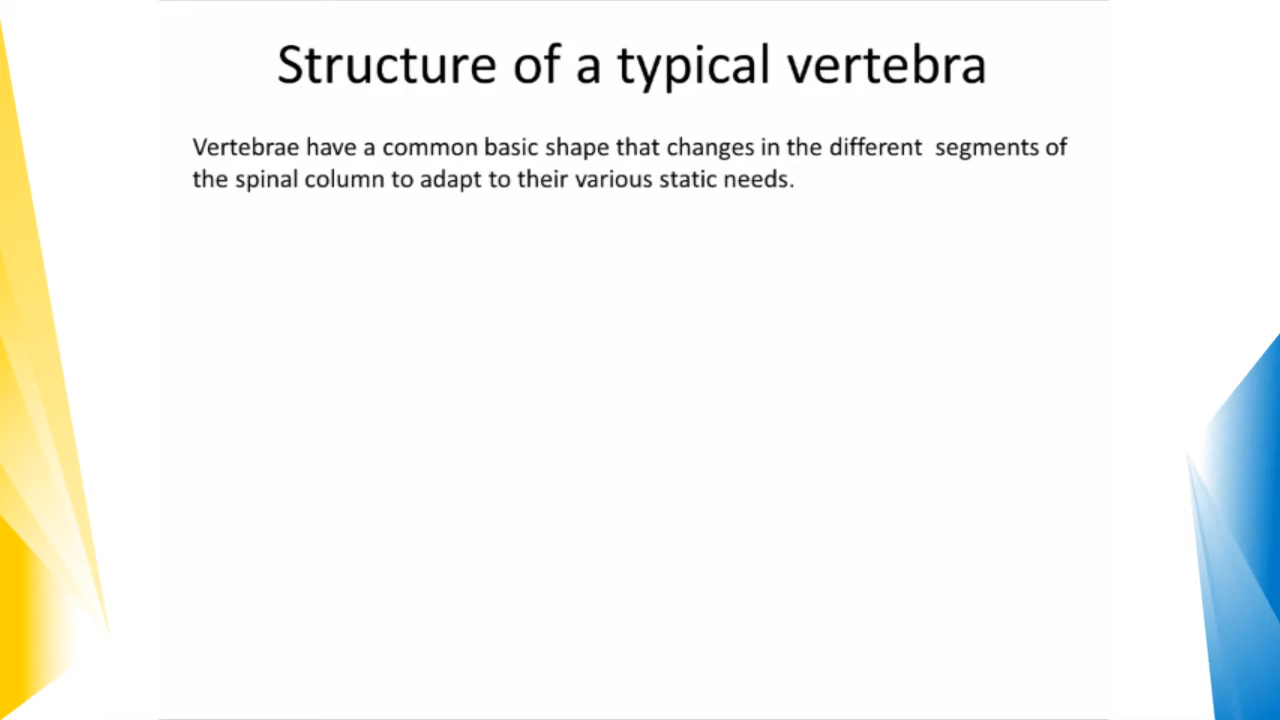 Structure of a typical vertebra
Vertebrae have a common basic shape that changes in the different  segments of
the spinal column to adapt to their various static needs.